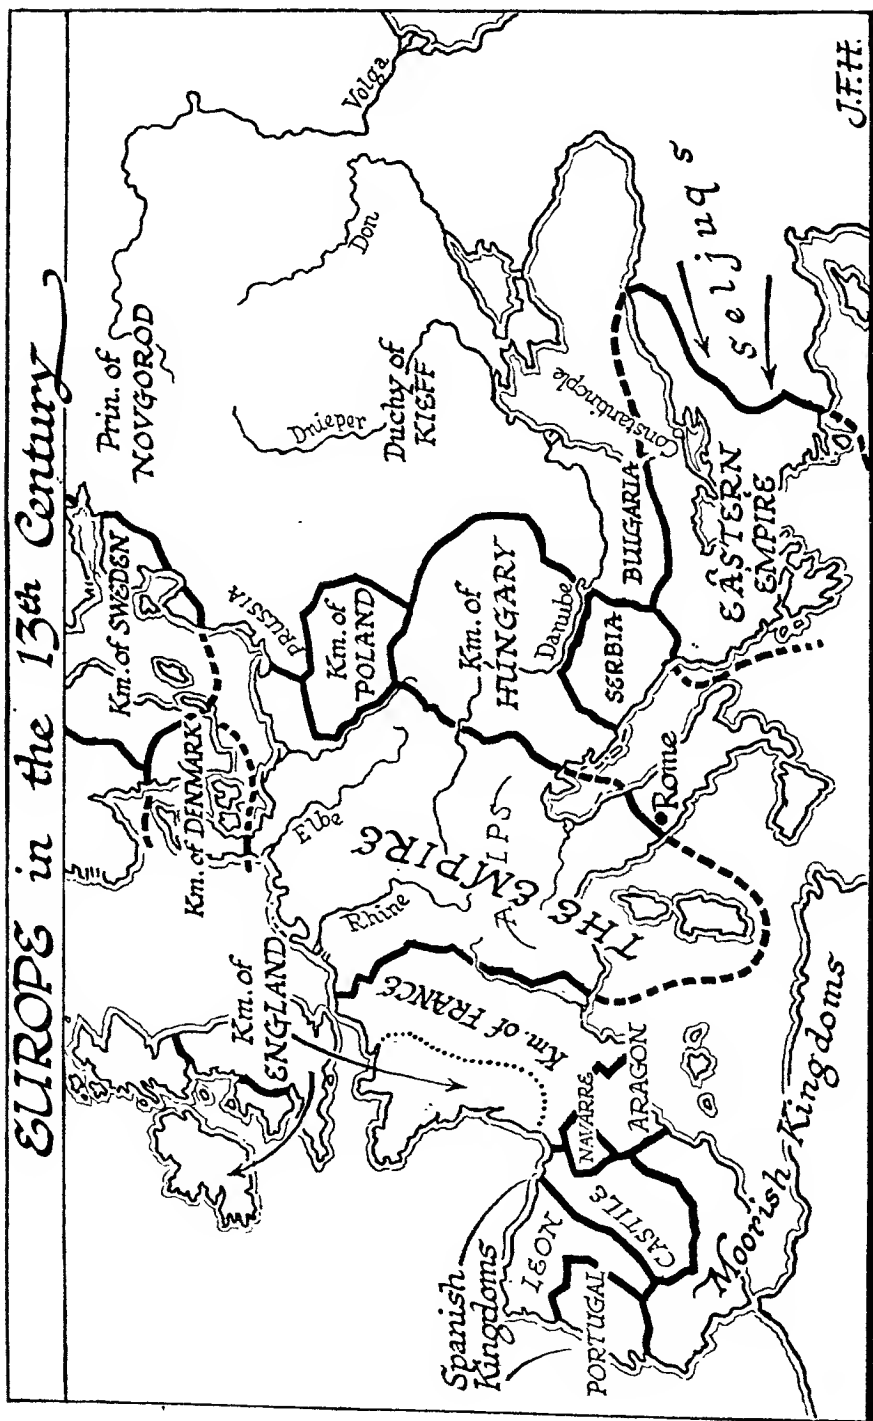 EUROPE in the 13th Century
Km. of SWEDEN
Prin. of
NOVGOROD
Volga
Km. of DENMARK
PRUSSIA
Don
Dnieper
Duchy of
KIEFF
Km. of
ENGLAND
Elbe
Rhine
Km. of
POLAND
THE EMPIRE
Km. of FRANCE
Km. of
HUNGARY
ALPS
Danube
Constantinople
Spanish
Kingdoms
LEON
NAVARRE
ARAGON
CASTILE
PORTUGAL
SERBIA
BULGARIA
Rome
EASTERN
EMPIRE
Seljuqs
Moorish Kingdoms
J.F.H.